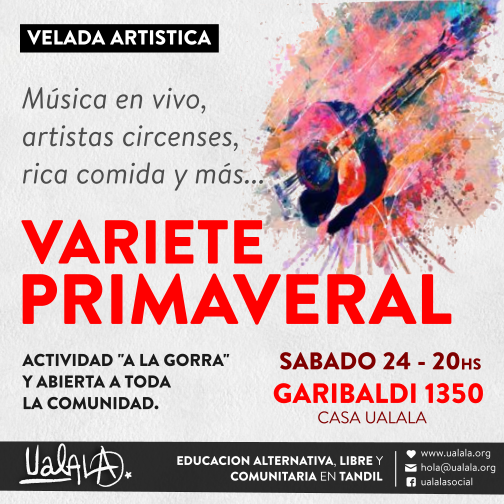 VELADA ARTISTICA
Música en vivo,
artistas circenses,
rica comida y más...
VARIETE
PRIMAVERAL
ACTIVIDAD "A LA GORRA"
Y ABIERTA A TODA
LA COMUNIDAD.
SABADO 24 - 20HS
GARIBALDI 1350
CASA UALALA
UALALA
EDUCACION ALTERNATIVA, LIBRE Y
COMUNITARIA EN TANDIL
www.ualala.org
hola@ualala.org
ualalasocial